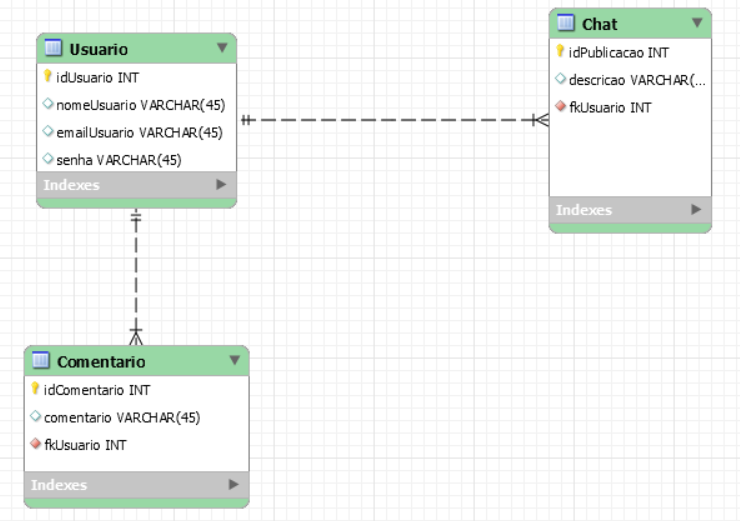 Usuario
idUsuario INT
nomeUsuario VARCHAR(45)
emailUsuario VARCHAR(45)
senha VARCHAR(45)
Indexes
Chat
idPublicacao INT
descricao VARCHAR(...
fkUsuario INT
Indexes
Comentario
idComentario INT
comentario VARCHAR(45)
fkUsuario INT
Indexes